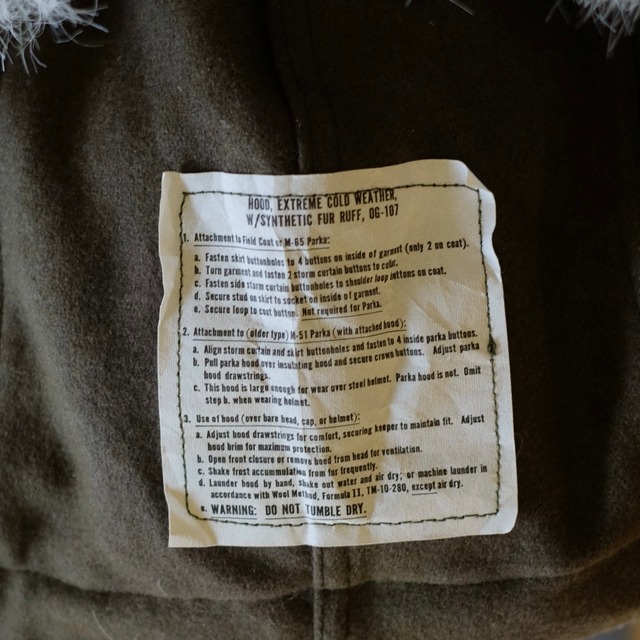 HOOD, EXTREME COLD WEATHER,
W/SYNTHETIC FUR RUFF, OG-107
1. Attachment to Field Coat or M-65 Parka:
a. Fasten skirt buttonholes to 4 buttons on inside of garment (only 2 on coat).
b. Turn garment and fasten 2 storm curtain buttons to collar.
c. Fasten side storm curtain buttonholes to shoulder loop buttons on coat.
d. Secure stud on skirt to socket on inside of garment.
e. Secure loop to coat button. Not required for Parka.
2. Attachment to (older type) M-51 Parka (with attached hood):
a. Align storm curtain and skirt buttonholes and fasten to 4 inside parka buttons.
b. Pull parka hood over insulating hood and secure crown buttons. Adjust parka
hood drawstrings.
c. This hood is large enough for wear over steel helmet. Parka hood is not. Omit
step b. when wearing helmet.
3. Use of hood (over bare head, cap, or helmet):
a. Adjust hood drawstrings for comfort, securing keeper to maintain fit. Adjust
hood brim for maximum protection.
b. Open front closure or remove hood from head for ventilation.
c. Shake frost accumulation from fur frequently.
d. Launder hood by hand, shake out water and air dry; or machine launder in
accordance with Wool Method, Formula II, TM-10-280, except air dry.
e. WARNING: DO NOT TUMBLE DRY.